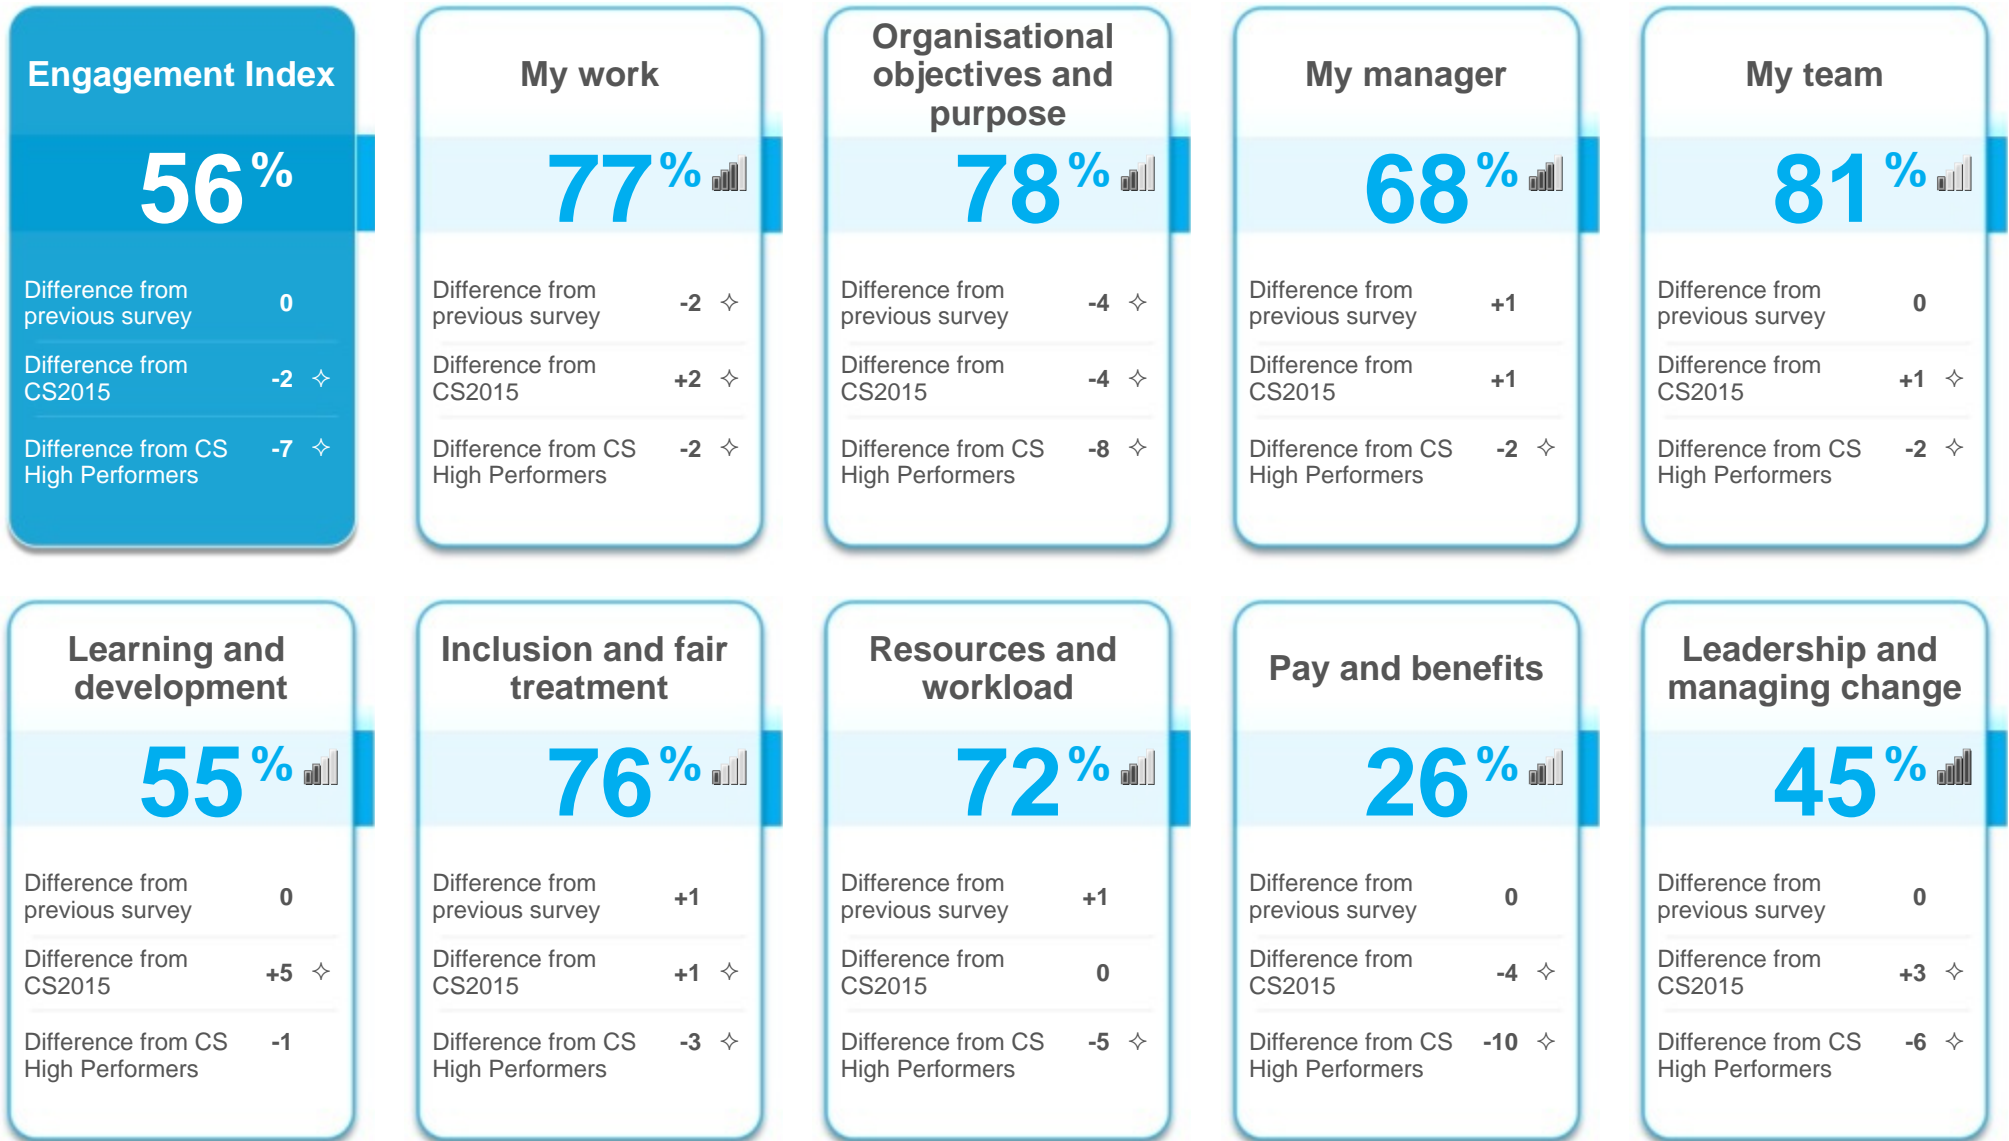 Engagement Index
56%
Difference from
previous survey 0
Difference from
CS2015 -2 ✧
Difference from CS
High Performers -7 ✧
My work
77%
Difference from
previous survey -2 ✧
Difference from
CS2015 +2 ✧
Difference from CS
High Performers -2 ✧
Organisational
objectives and
purpose
78%
Difference from
previous survey -4 ✧
Difference from
CS2015 -4 ✧
Difference from CS
High Performers -8 ✧
My manager
68%
Difference from
previous survey +1
Difference from
CS2015 +1
Difference from CS
High Performers -2 ✧
My team
81%
Difference from
previous survey 0
Difference from
CS2015 +1 ✧
Difference from CS
High Performers -2 ✧
Learning and
development
55%
Difference from
previous survey 0
Difference from
CS2015 +5 ✧
Difference from CS
High Performers -1
Inclusion and fair
treatment
76%
Difference from
previous survey +1
Difference from
CS2015 +1 ✧
Difference from CS
High Performers -3 ✧
Resources and
workload
72%
Difference from
previous survey +1
Difference from
CS2015 0
Difference from CS
High Performers -5 ✧
Pay and benefits
26%
Difference from
previous survey 0
Difference from
CS2015 -4 ✧
Difference from CS
High Performers -10 ✧
Leadership and
managing change
45%
Difference from
previous survey 0
Difference from
CS2015 +3 ✧
Difference from CS
High Performers -6 ✧